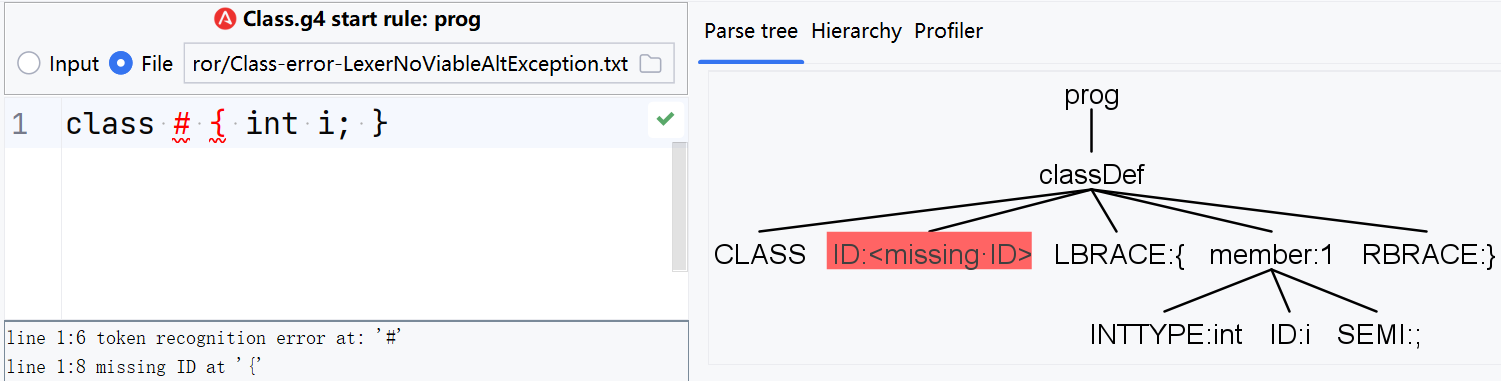 Class.g4 start rule: prog
Input File ror/Class-error-LexerNoViableAltException.txt
1 class # { int i; }
line 1:6 token recognition error at: '#'
line 1:8 missing ID at '{'
Parse tree Hierarchy Profiler
prog
classDef
CLASS ID:<missing·ID> LBRACE:{ member:1 RBRACE:}
INTTYPE:int ID:i SEMI:;